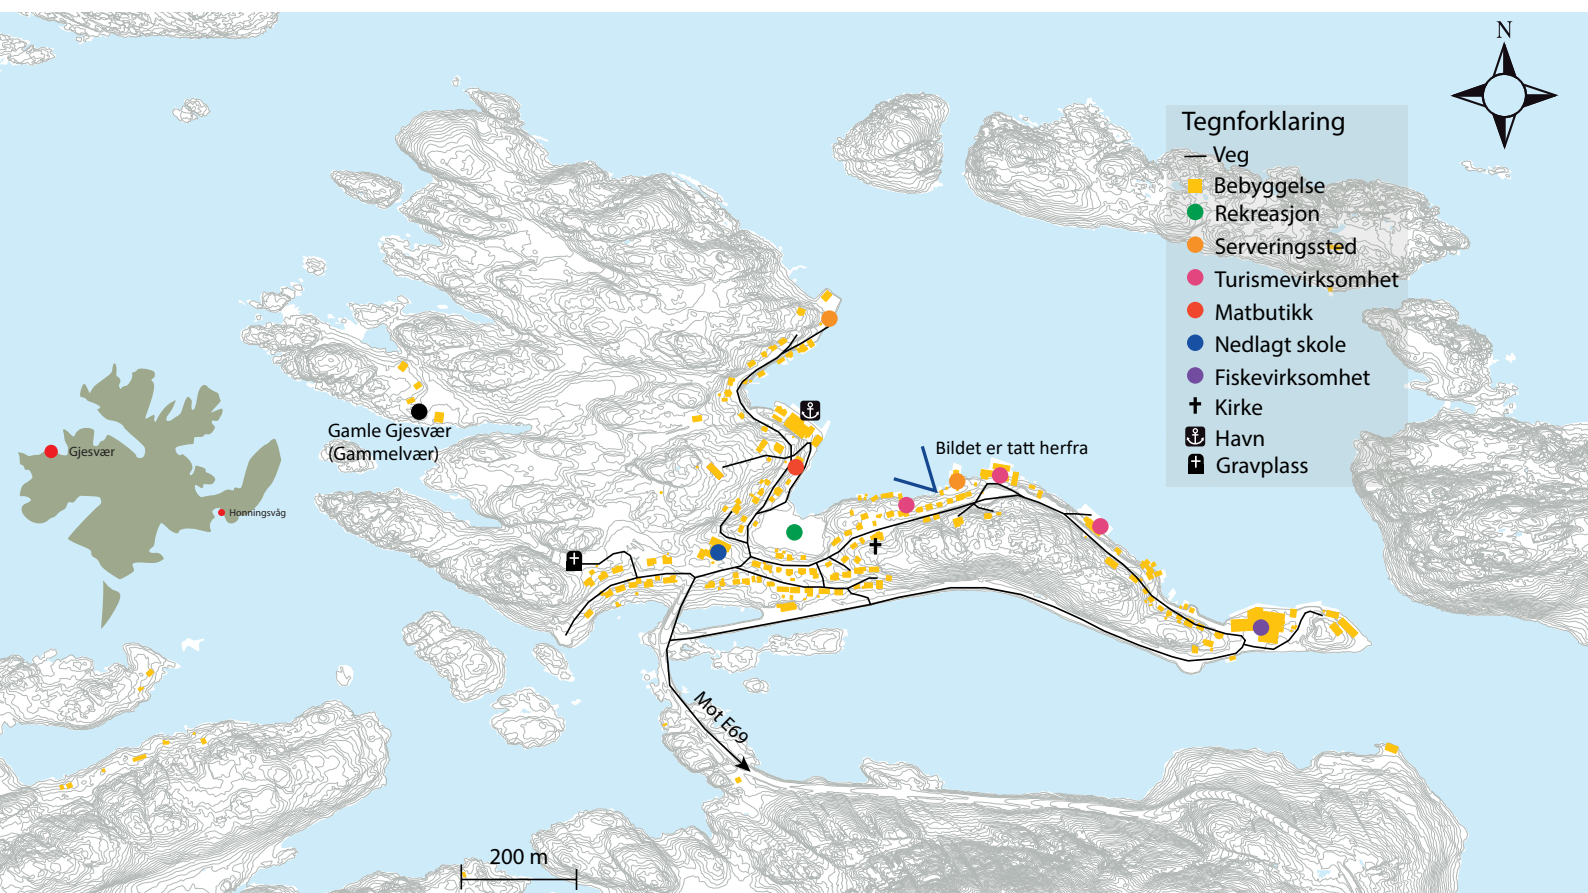 N
Tegnforklaring
Veg
Bebyggelse
Rekreasjon
Serveringssted
Turismevirksomhet
Matbutikk
Nedlagt skole
Fiskevirksomhet
Kirke
Havn
Gravplass
Gamle Gjesvær
(Gammelvær)
Bildet er tatt herfra
Gjesvær
Honningsvåg
Mot E69
200 m